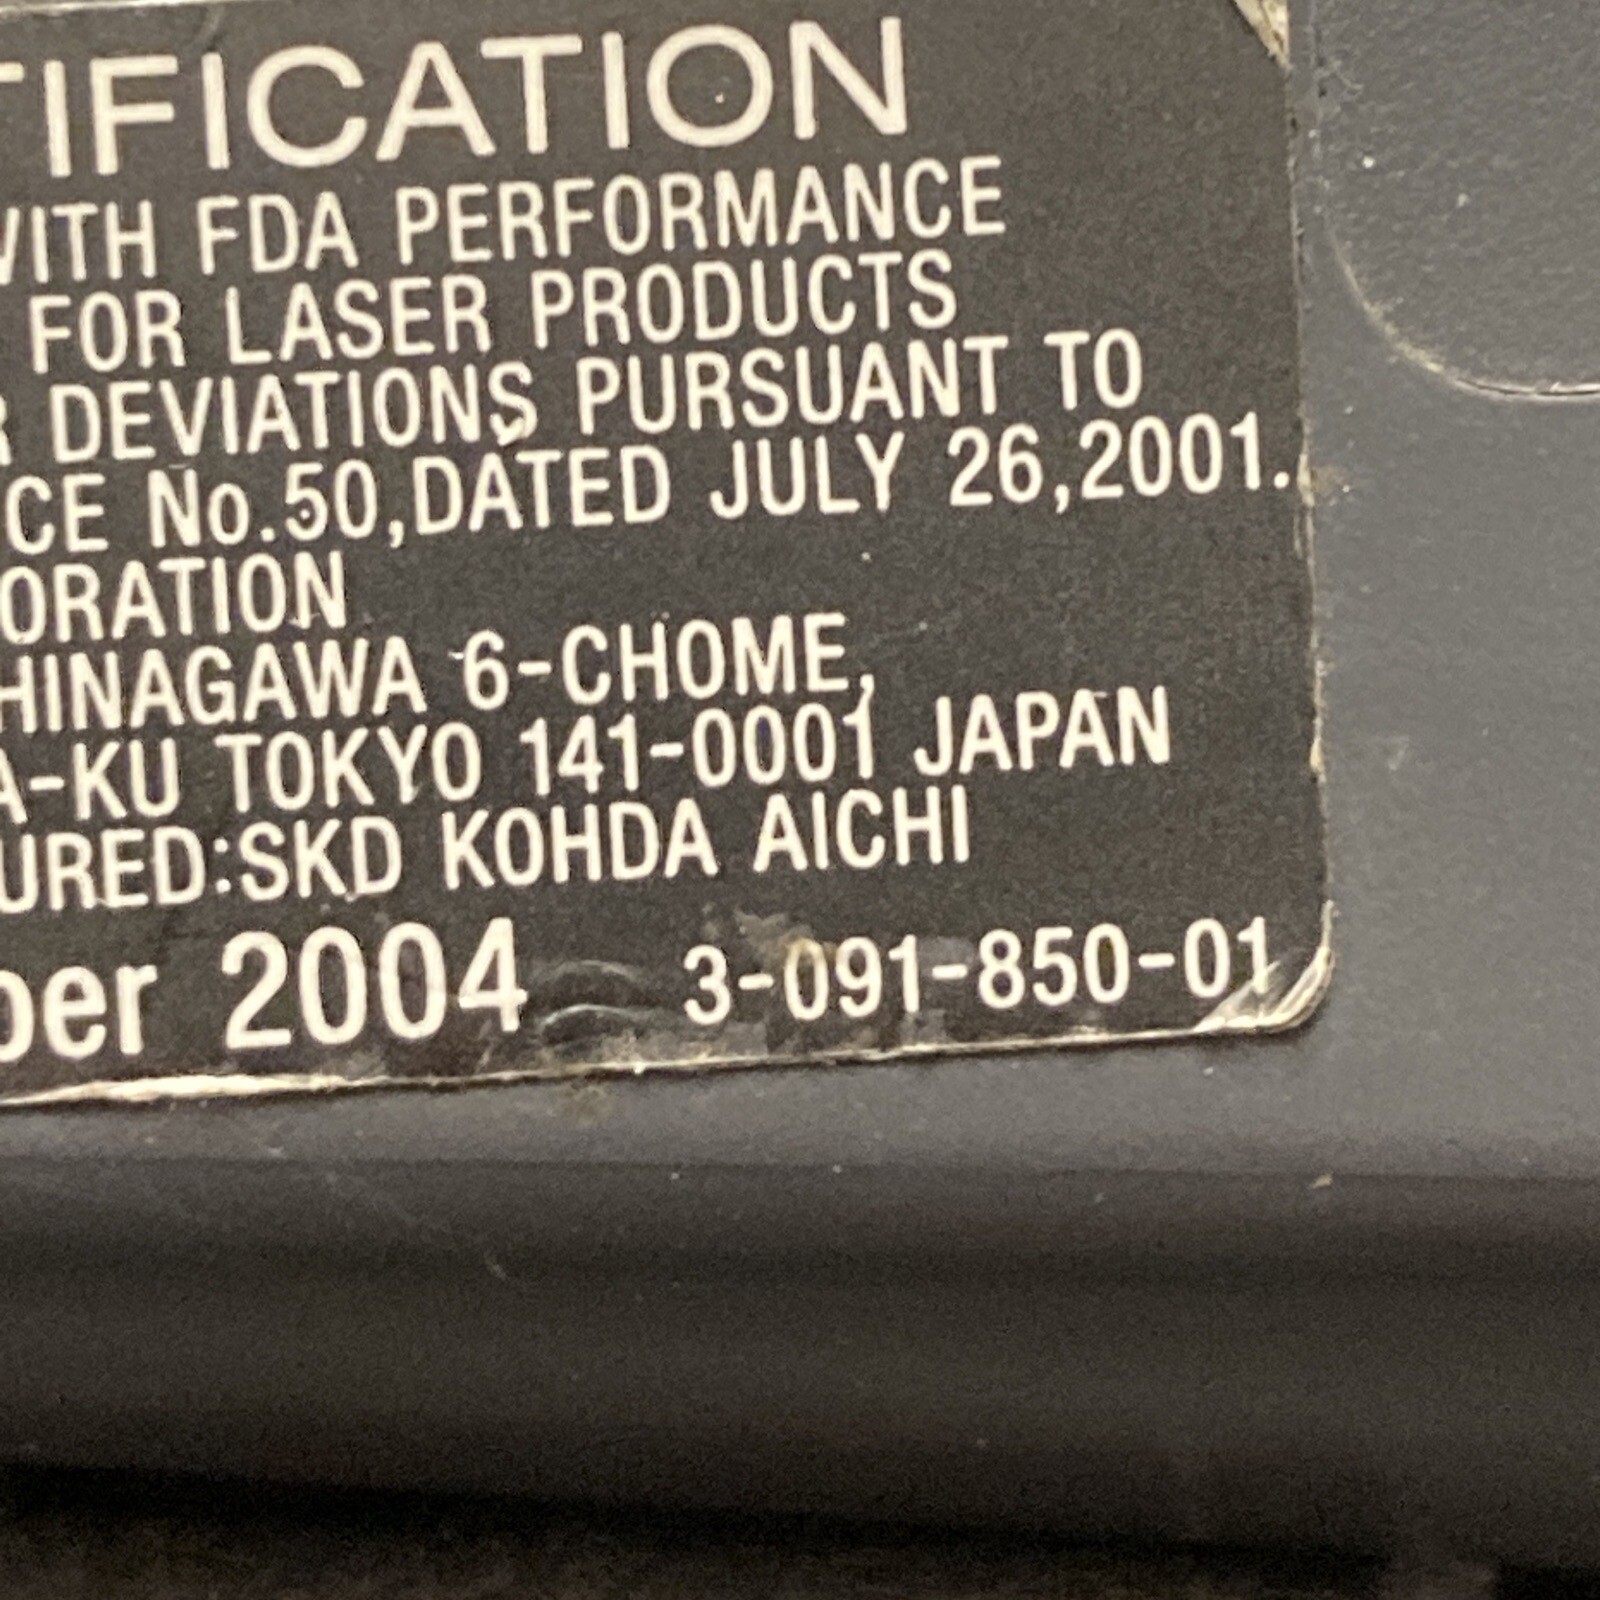 TIFICATION
WITH FDA PERFORMANCE
FOR LASER PRODUCTS
R DEVIATIONS PURSUANT TO
CE No.50,DATED JULY 26,2001.
ORATION
HINAGAWA 6-CHOME,
A-KU TOKYO 141-0001 JAPAN
URED:SKD KOHDA AICHI
ber 2004 3-091-850-01